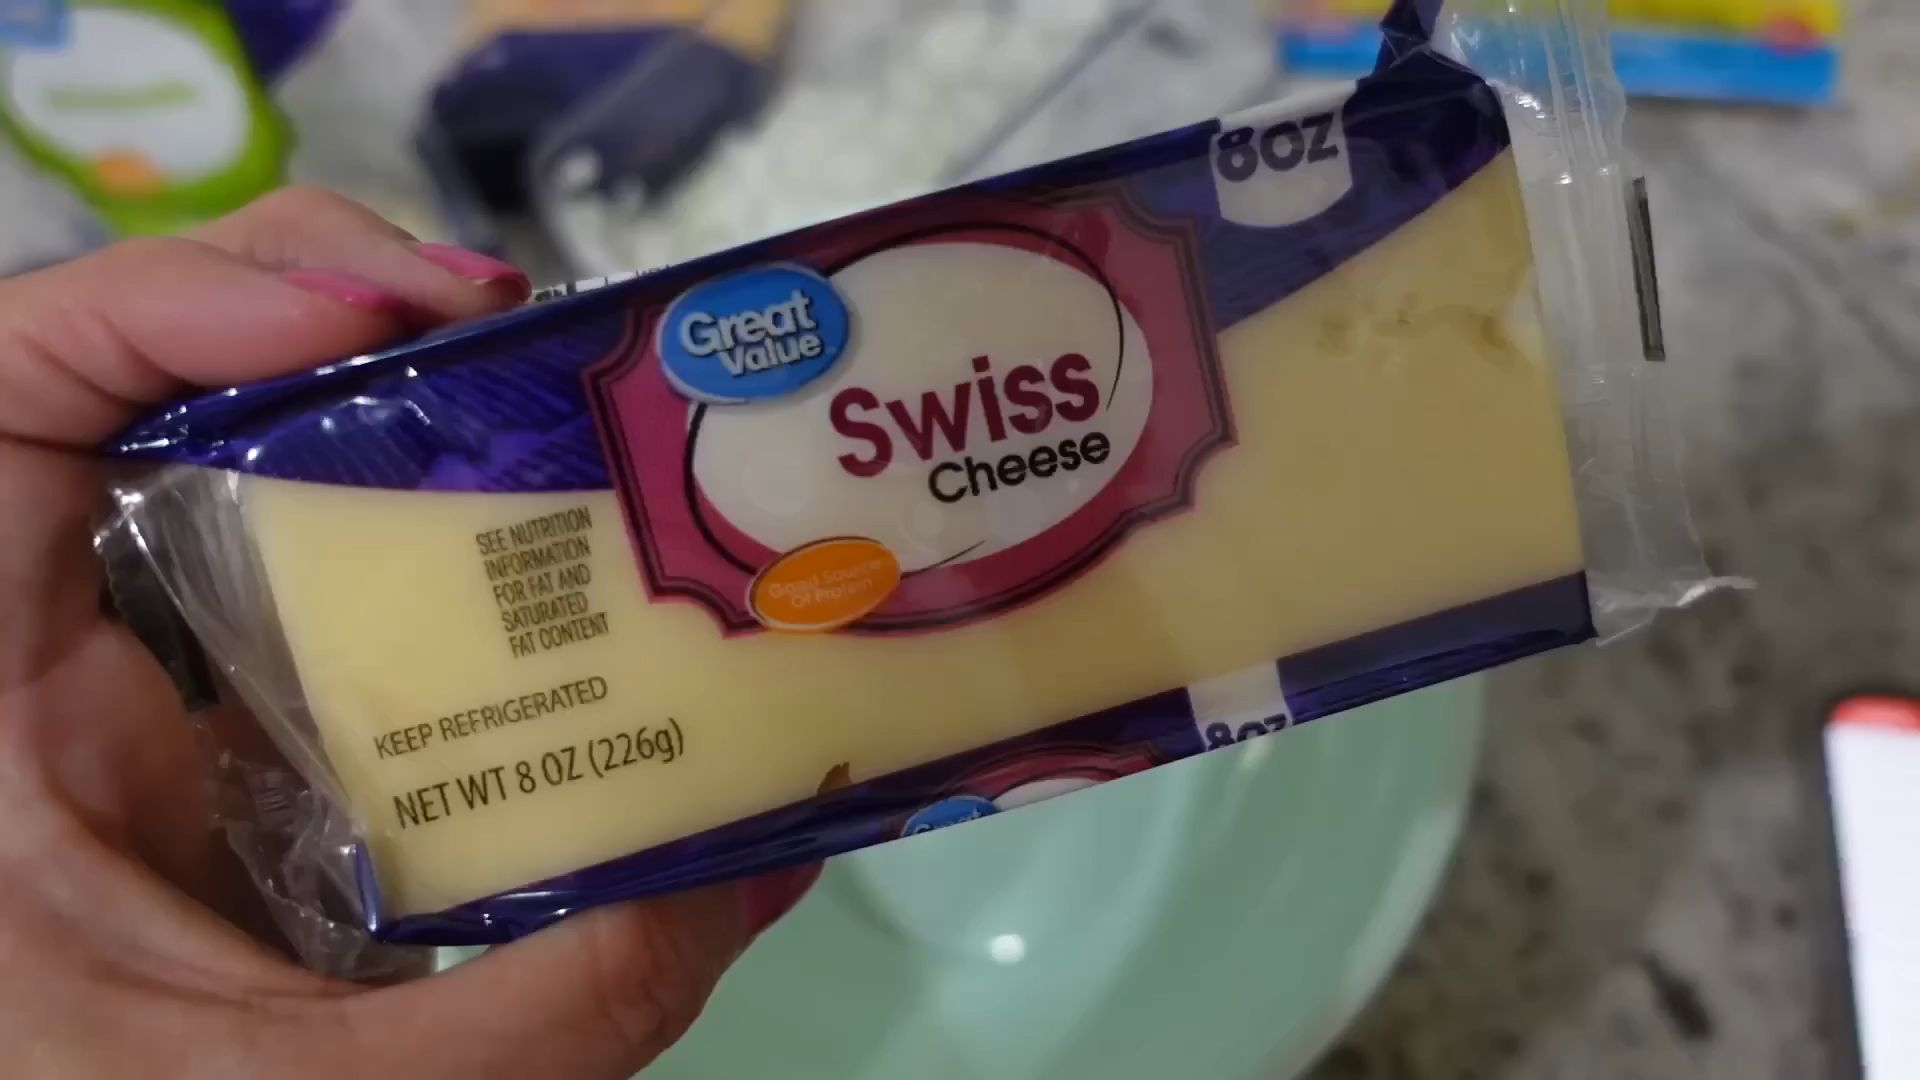 8OZ
Great
Value
Swiss
Cheese
Good Source
Of Protein
SEE NUTRITION
INFORMATION
FOR FAT AND
SATURATED
FAT CONTENT
KEEP REFRIGERATED
NET WT 8 OZ (226g)
8oz
Great